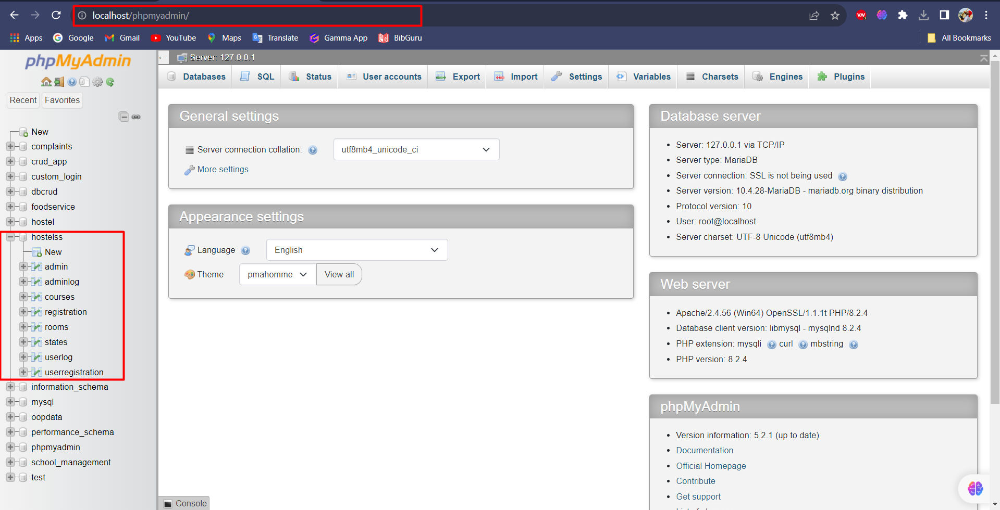 localhost/phpmyadmin/
Apps Google Gmail YouTube Maps Translate Gamma App BibGuru All Bookmarks
phpMyAdmin
Recent Favorites
New
complaints
crud_app
custom_login
dbcrud
foodservice
hostel
hostelss
New
admin
adminlog
courses
registration
rooms
states
userlog
userregistration
information_schema
mysql
oopdata
performance_schema
phpmyadmin
school_management
test
Server: 127.0.0.1
Databases SQL Status User accounts Export Import Settings Variables Charsets Engines Plugins
General settings
Server connection collation: utf8mb4_unicode_ci
More settings
Appearance settings
Language English
Theme pmahomme View all
Database server
Server: 127.0.0.1 via TCP/IP
Server type: MariaDB
Server connection: SSL is not being used
Server version: 10.4.28-MariaDB - mariadb.org binary distribution
Protocol version: 10
User: root@localhost
Server charset: UTF-8 Unicode (utf8mb4)
Web server
Apache/2.4.56 (Win64) OpenSSL/1.1.1t PHP/8.2.4
Database client version: libmysql - mysqlnd 8.2.4
PHP extension: mysqli curl mbstring
PHP version: 8.2.4
phpMyAdmin
Version information: 5.2.1 (up to date)
Documentation
Official Homepage
Contribute
Get support
Console